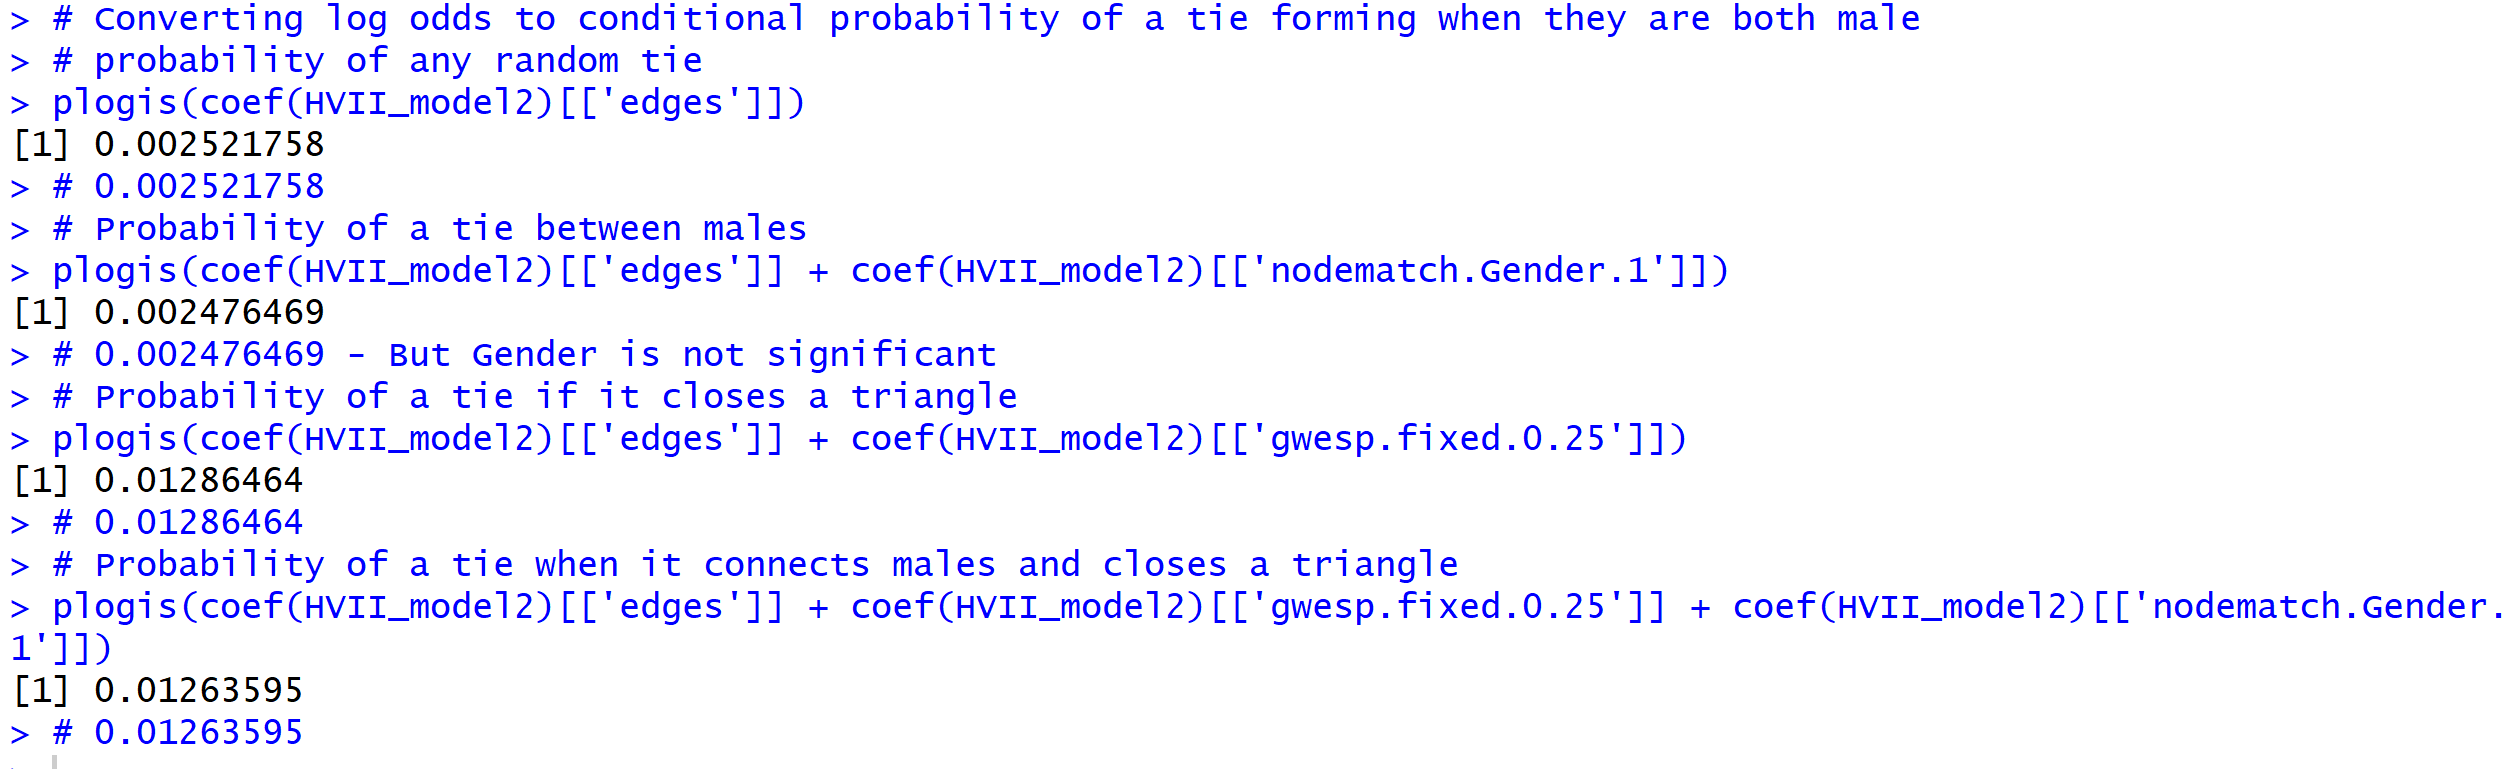 > # Converting log odds to conditional probability of a tie forming when they are both male
> # probability of any random tie
> plogis(coef(HVII_model2)[['edges']])
[1] 0.002521758
> # 0.002521758
> # Probability of a tie between males
> plogis(coef(HVII_model2)[['edges']] + coef(HVII_model2)[['nodematch.Gender.1']])
[1] 0.002476469
> # 0.002476469 - But Gender is not significant
> # Probability of a tie if it closes a triangle
> plogis(coef(HVII_model2)[['edges']] + coef(HVII_model2)[['gwesp.fixed.0.25']])
[1] 0.01286464
> # 0.01286464
> # Probability of a tie when it connects males and closes a triangle
> plogis(coef(HVII_model2)[['edges']] + coef(HVII_model2)[['gwesp.fixed.0.25']] + coef(HVII_model2)[['nodematch.Gender.
1']])
[1] 0.01263595
> # 0.01263595